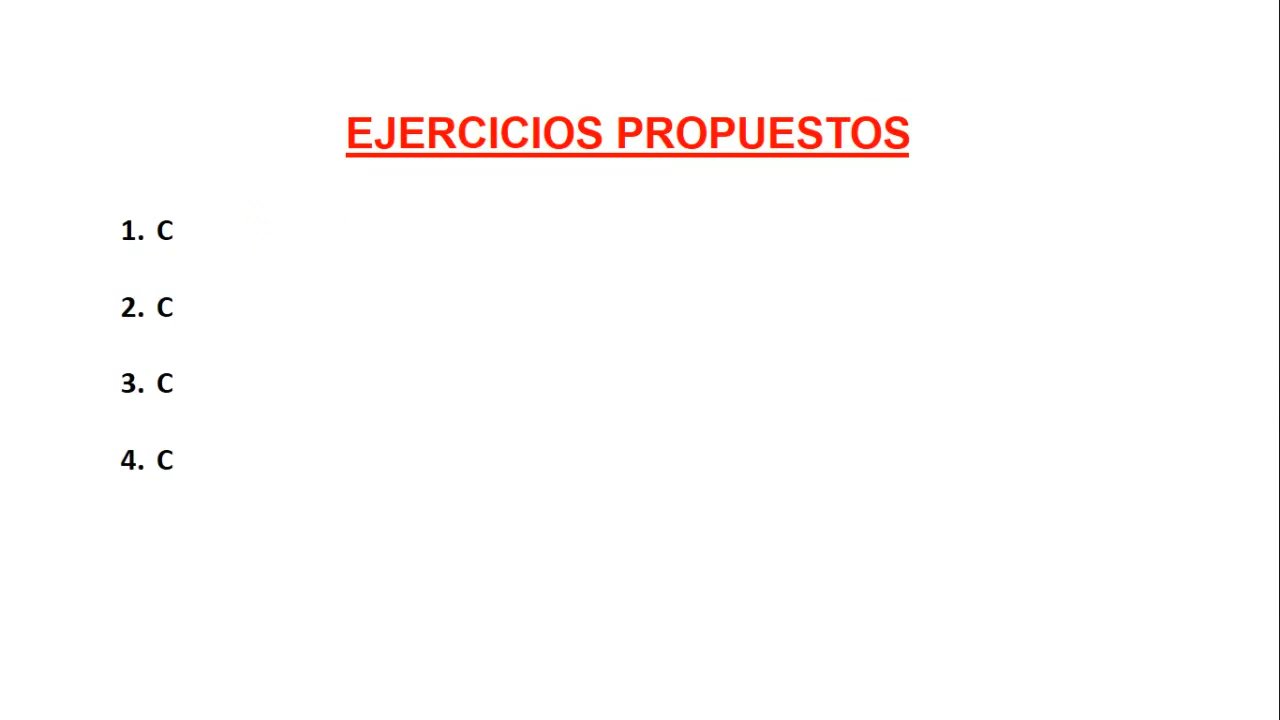 EJERCICIOS PROPUESTOS
1. C
2. C
3. C
4. C